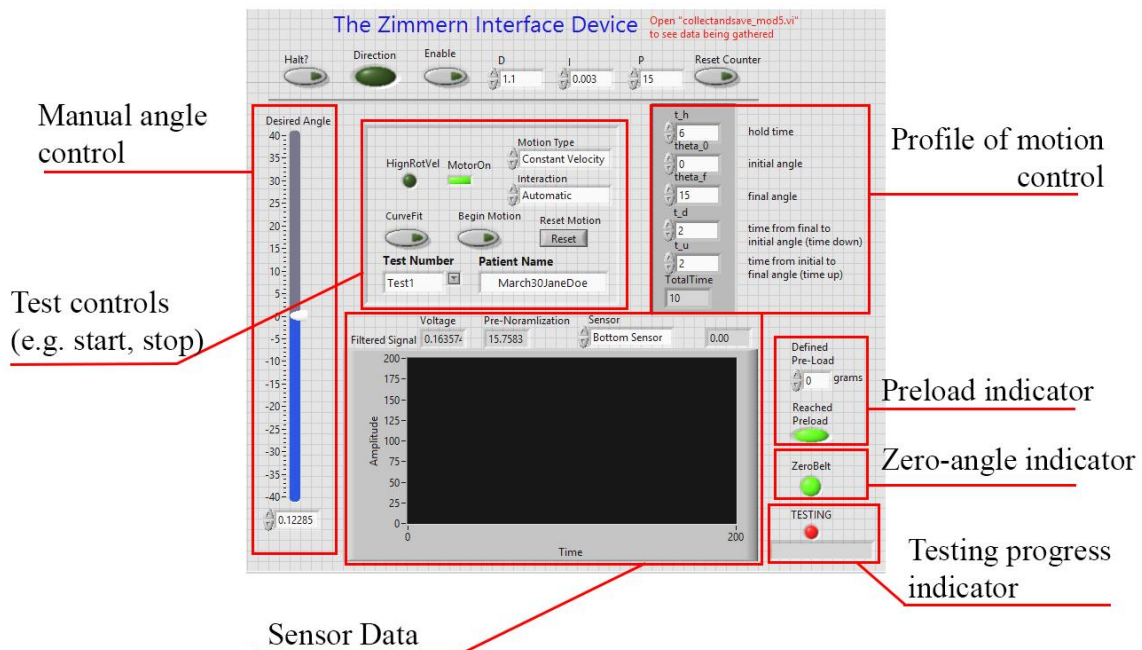 The Zimmern Interface Device
Open "collectandsave_mod5.vi"
to see data being gathered
Halt?
Direction
Enable
D
I
P
Reset Counter
1.1
0.003
15
Manual angle
control
Desired Angle
40
35
30
25
20
15
10
5
0
-5
-10
-15
-20
-25
-30
-35
-40
0.12285
Motion Type
Constant Velocity
HignRotVel
MotorOn
Interaction
Automatic
CurveFit
Begin Motion
Reset Motion
Reset
Test Number
Patient Name
Test1
March30JaneDoe
t_h
6
hold time
theta_0
0
initial angle
theta_f
15
final angle
t_d
2
time from final to
initial angle (time down)
t_u
2
time from initial to
final angle (time up)
TotalTime
10
Profile of motion
control
Test controls
(e.g. start, stop)
Voltage
Pre-Noramlization
Sensor
Filtered Signal
0.163574
15.7583
Bottom Sensor
0.00
200
175
150
125
100
75
50
25
0
Amplitude
0
200
Time
Defined
Pre-Load
0
grams
Reached
Preload
Preload indicator
ZeroBelt
Zero-angle indicator
TESTING
Testing progress
indicator
Sensor Data